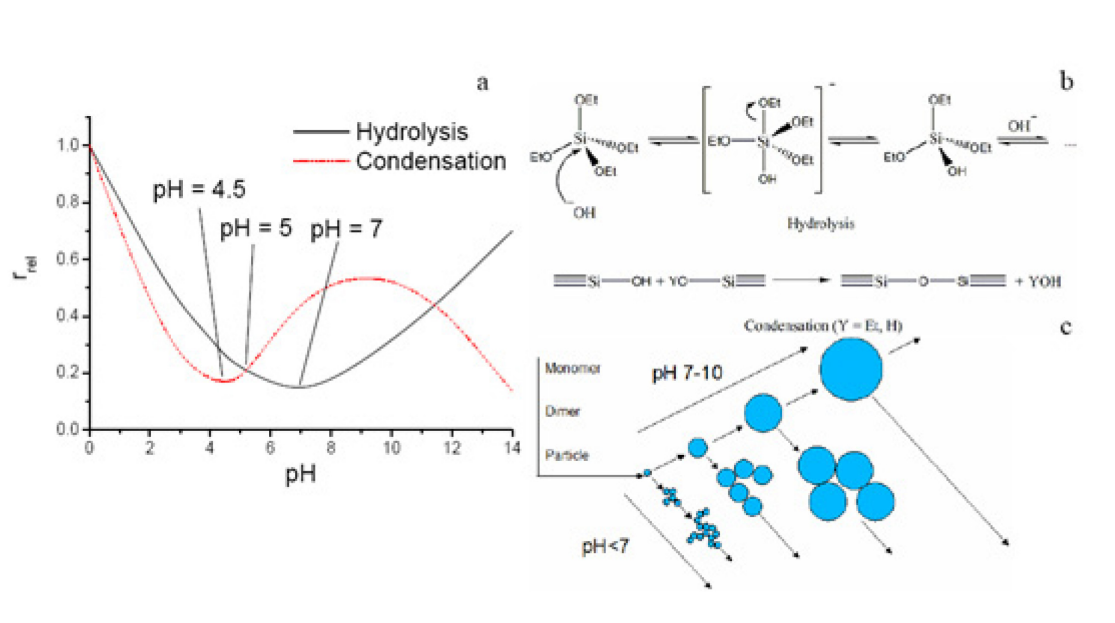 a
Hydrolysis
Condensation
pH = 4.5
pH = 5
pH = 7
1.0
0.8
0.6
0.4
0.2
0.0
r rel
0 2 4 6 8 10 12 14
pH
b
OEt
Si
EtO
OEt
OEt
-OH
OEt
EtO
Si
OEt
OEt
OH
-
OEt
Si
EtO
OEt
OH
OH-
...
Hydrolysis
Si OH + YO Si Si O Si + YOH
Condensation (Y = Et, H)
c
Monomer
Dimer
Particle
pH 7-10
pH<7